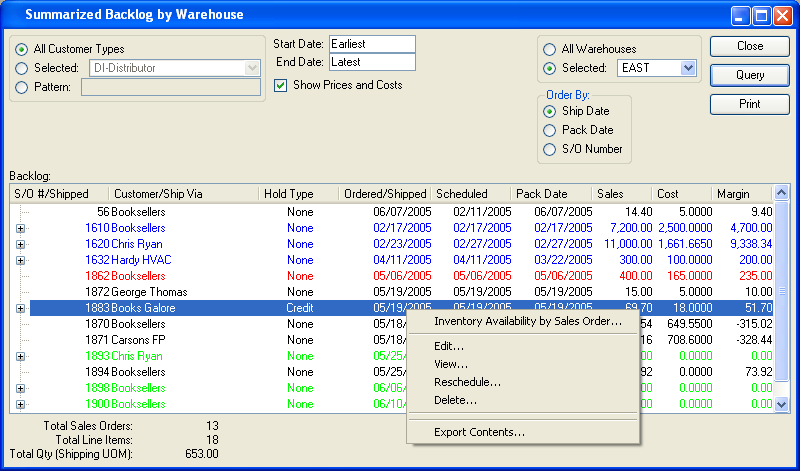 Summarized Backlog by Warehouse
All Customer Types
Selected: DI-Distributor
Pattern:
Start Date: Earliest
End Date: Latest
Show Prices and Costs
All Warehouses
Selected: EAST
Order By:
Ship Date
Pack Date
S/O Number
Close
Query
Print
Backlog:
S/O #/Shipped Customer/Ship Via Hold Type Ordered/Shipped Scheduled Pack Date Sales Cost Margin
56 Booksellers None 06/07/2005 02/11/2005 06/07/2005 14.40 5.0000 9.40
1610 Booksellers None 02/17/2005 02/17/2005 02/17/2005 7,200.00 2,500.0000 4,700.00
1620 Chris Ryan None 02/23/2005 02/27/2005 02/27/2005 11,000.00 1,661.6650 9,338.34
1632 Hardy HVAC None 04/11/2005 04/11/2005 03/22/2005 300.00 100.0000 200.00
1862 Booksellers None 05/06/2005 05/06/2005 05/06/2005 400.00 165.0000 235.00
1872 George Thomas None 05/19/2005 05/19/2005 05/19/2005 15.00 5.0000 10.00
1883 Books Galore Credit 05/19/2005 05/19/2005 05/19/2005 69.70 18.0000 51.70
1870 Booksellers None 05/18 54 649.5500 -315.02
1871 Carsons FP None 05/18 16 708.6000 -328.44
1893 Chris Ryan None 05/25 00 0.0000 0.00
1894 Booksellers None 05/25 92 0.0000 73.92
1898 Booksellers None 06/06 00 0.0000 0.00
1900 Booksellers None 06/10 00 0.0000 0.00
Inventory Availability by Sales Order...
Edit...
View...
Reschedule...
Delete...
Export Contents...
Total Sales Orders: 13
Total Line Items: 18
Total Qty (Shipping UOM): 653.00